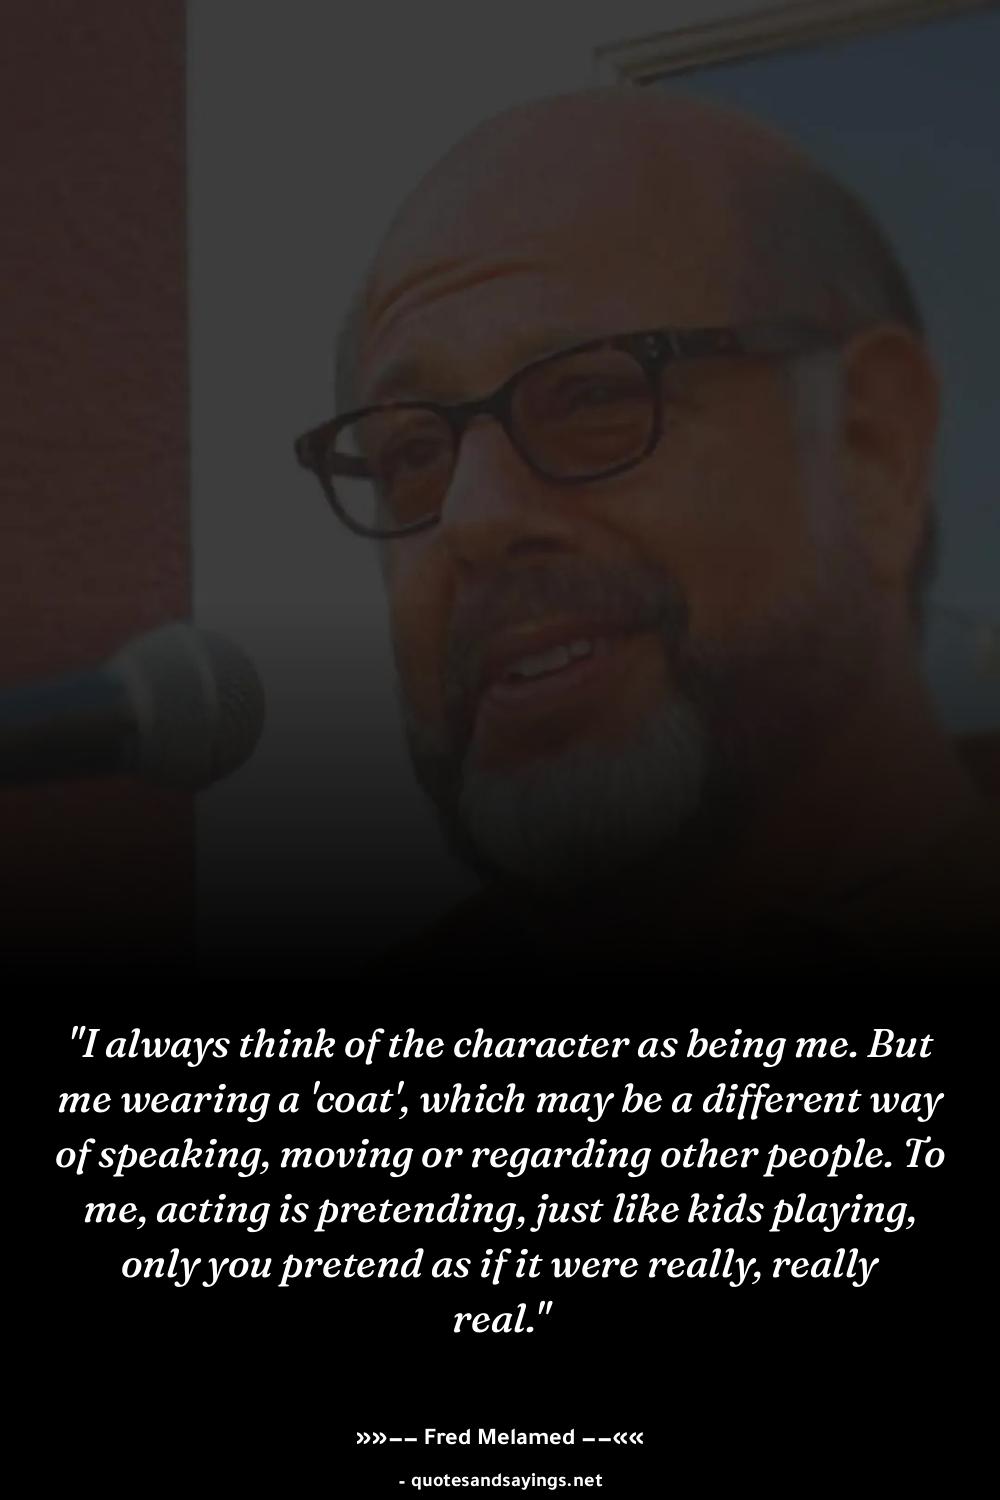 "I always think of the character as being me. But
me wearing a 'coat', which may be a different way
of speaking, moving or regarding other people. To
me, acting is pretending, just like kids playing,
only you pretend as if it were really, really
real."
»»−− Fred Melamed −−««
- quotesandsayings.net